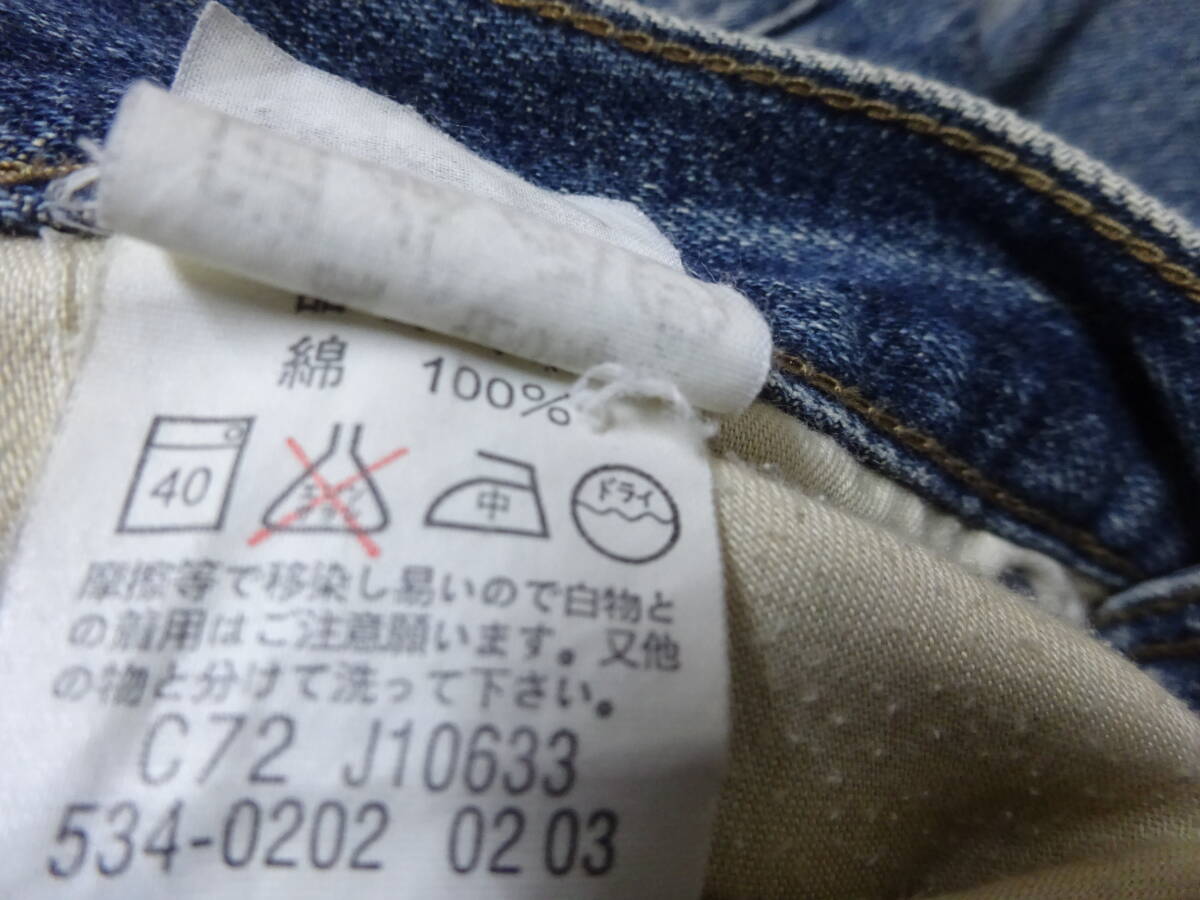 綿 100%
40
中
ドライ
摩擦等で移染し易いので白物と
の着用はご注意願います。又他
の物と分けて洗って下さい。
C72 J10633
534-0202 02 03